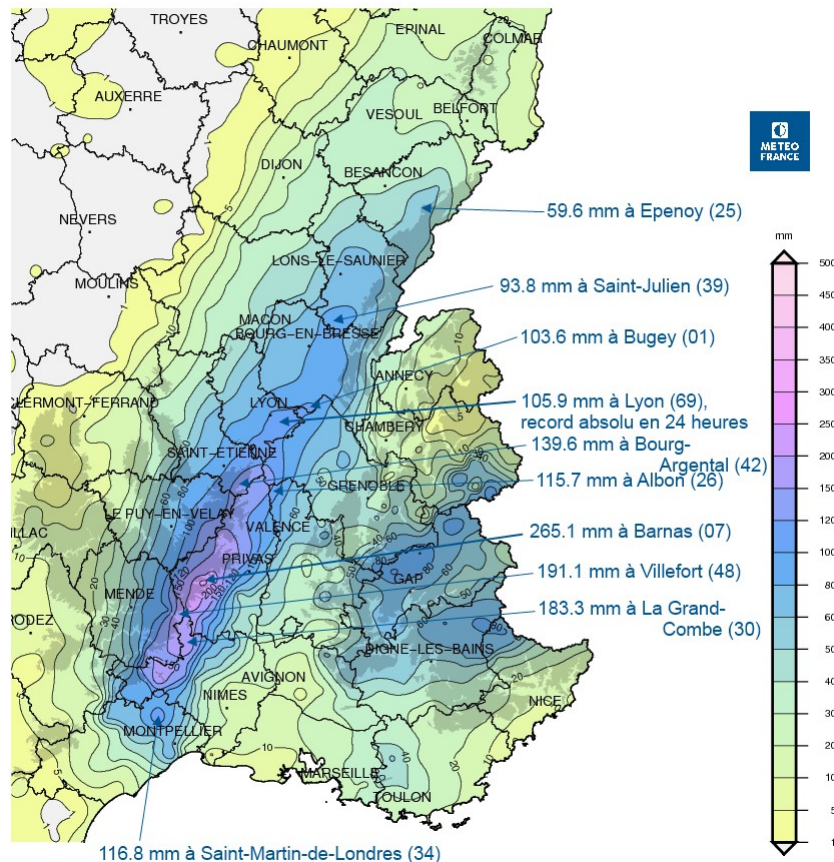 TROYES
EPINAL
COLMAR
CHAUMONT
AUXERRE
VESOUL
BELFORT
METEO
FRANCE
DIJON
BESANCON
NEVERS
59.6 mm à Epenoy (25)
mm
LONS-LE-SAUNIER
500
MOULINS
93.8 mm à Saint-Julien (39)
450
MACON
400
BOURG-EN-BRESSE
103.6 mm à Bugey (01)
350
ANNECY
CLERMONT-FERRAND
LYON
105.9 mm à Lyon (69),
300
record absolu en 24 heures
CHAMBERY
250
139.6 mm à Bourg-
Argental (42)
SAINT-ETIENNE
200
GRENOBLE
115.7 mm à Albon (26)
150
LE-PUY-EN-VELAY
VALENCE
120
265.1 mm à Barnas (07)
100
PRIVAS
GAP
191.1 mm à Villefort (48)
80
MENDE
60
183.3 mm à La Grand-
Combe (30)
50
DIGNE-LES-BAINS
AVIGNON
40
NIMES
NICE
30
MONTPELLIER
20
MARSEILLE
10
TOULON
5
1
116.8 mm à Saint-Martin-de-Londres (34)